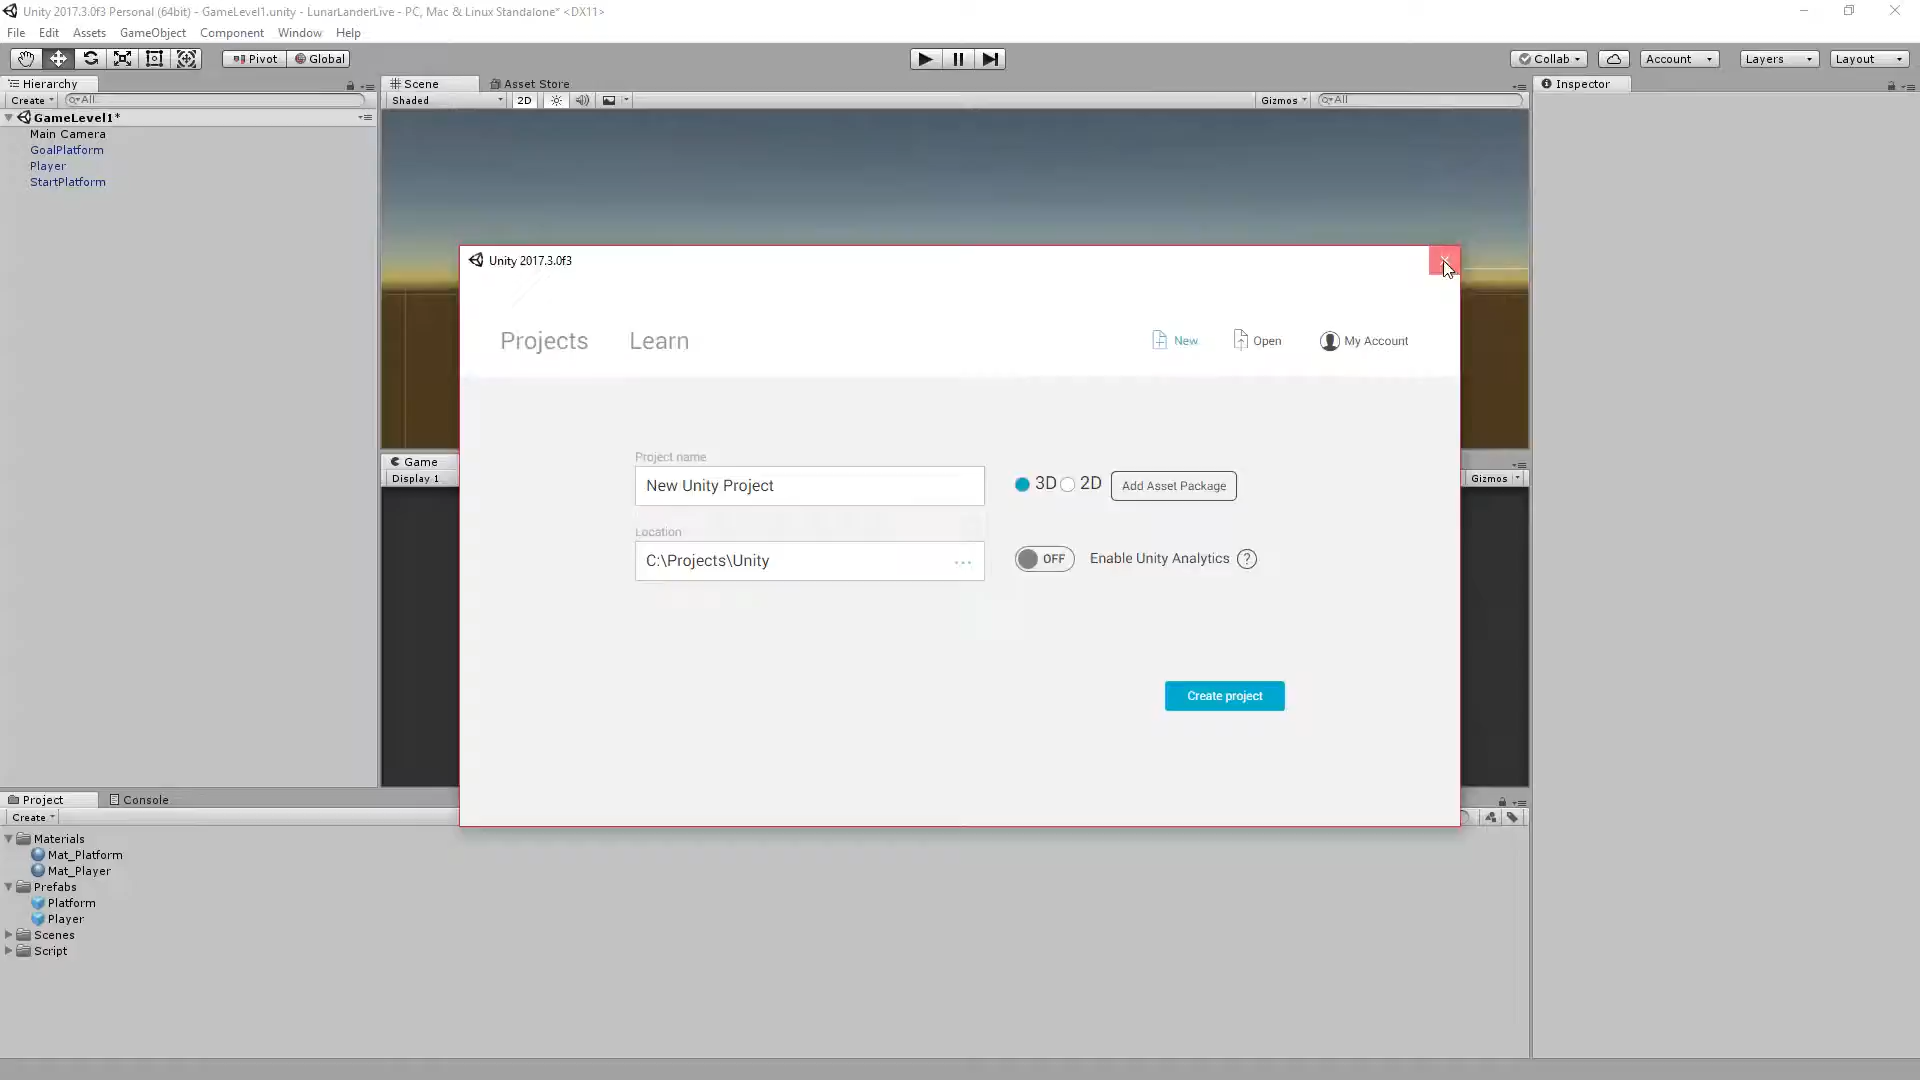 Unity 2017.3.0f3 Personal (64bit) - GameLevel1.unity - LunarLanderLive - PC, Mac & Linux Standalone* <DX11>
File Edit Assets GameObject Component Window Help
Pivot Global Collab Account Layers Layout
Hierarchy Scene Asset Store Inspector
Create All Shaded 2D Gizmos All
GameLevel1*
Main Camera
GoalPlatform
Player
StartPlatform
Unity 2017.3.0f3
Projects Learn New Open My Account
Project name
New Unity Project 3D 2D Add Asset Package
Location
C:\Projects\Unity ... OFF Enable Unity Analytics ?
Create project
Game
Display 1 Gizmos
Project Console
Create
Materials
Mat_Platform
Mat_Player
Prefabs
Platform
Player
Scenes
Script